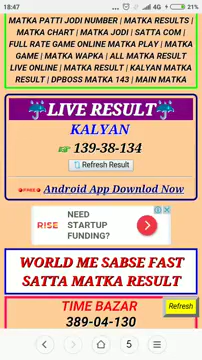 18:47
4G
MATKA PATTI JODI NUMBER | MATKA RESULTS |
MATKA CHART | MATKA JODI | SATTA COM |
FULL RATE GAME ONLINE MATKA PLAY | MATKA
GAME | MATKA WAPKA | ALL MATKA RESULT
LIVE ONLINE | MATKA RESULT | KALYAN MATKA
RESULT | DPBOSS MATKA 143 | MAIN MATKA
LIVE RESULT
KALYAN
139-38-134
Refresh Result
FREE Android App Downlod Now
RISE
NEED
STARTUP
FUNDING?
WORLD ME SABSE FAST
SATTA MATKA RESULT
TIME BAZAR
Refresh
389-04-130
5